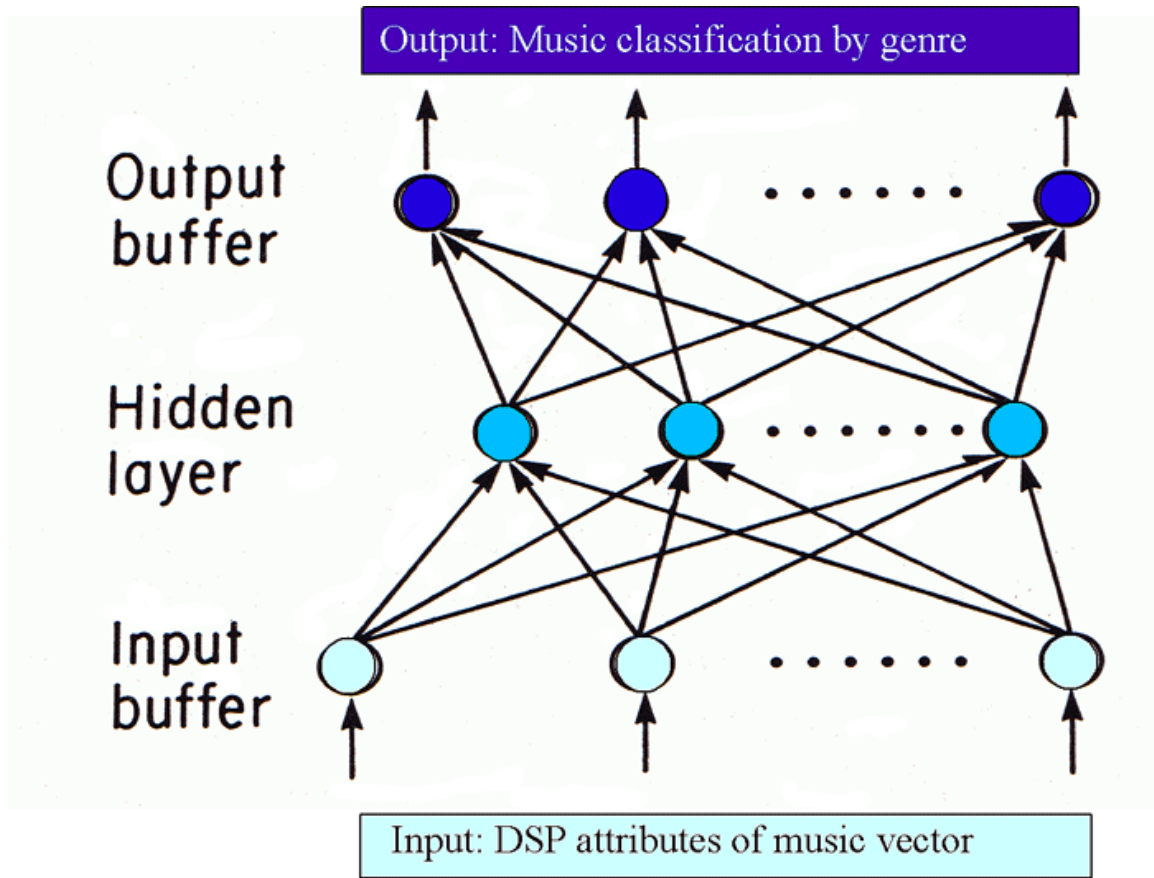 Output: Music classification by genre
Output
buffer
Hidden
layer
Input
buffer
Input: DSP attributes of music vector